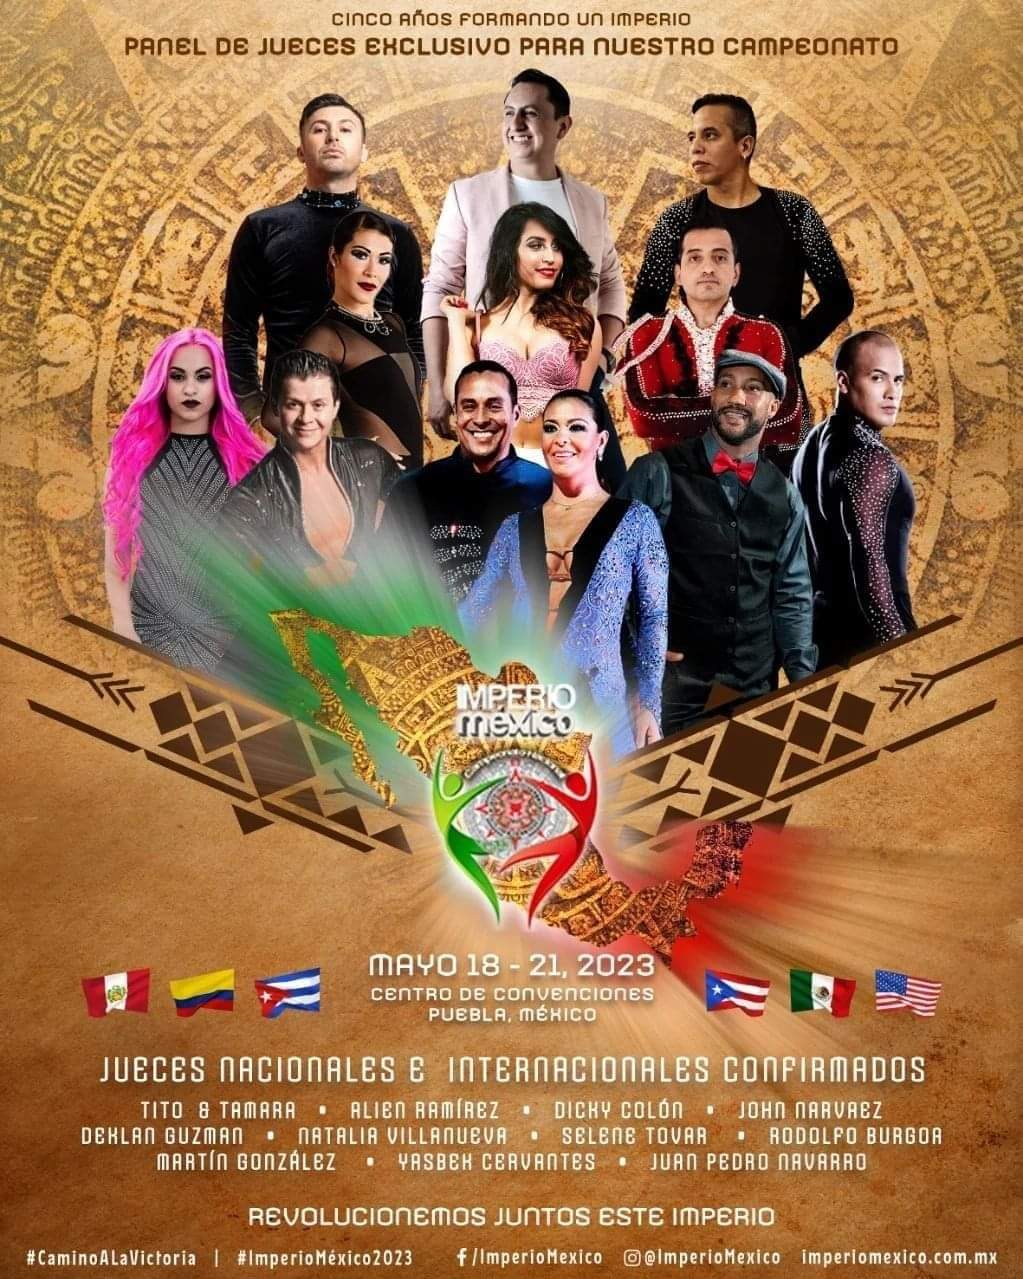 CINCO AÑOS FORMANDO UN IMPERIO
PANEL DE JUECES EXCLUSIVO PARA NUESTRO CAMPEONATO
IMPERIO
méxico
MAYO 18 - 21, 2023
CENTRO DE CONVENCIONES
PUEBLA, MÉXICO
JUECES NACIONALES E INTERNACIONALES CONFIRMADOS
TITO & TAMARA • ALIEN RAMÍREZ • DICKY COLÓN • JOHN NARVAEZ
DEKLAN GUZMAN • NATALIA VILLANUEVA • SELENE TOVAR • RODOLFO BURGOA
MARTÍN GONZÁLEZ • YASBEK CERVANTES • JUAN PEDRO NAVARRO
REVOLUCIONEMOS JUNTOS ESTE IMPERIO
#CaminoALaVictoria | #ImperioMéxico2023 f/ImperioMexico @ImperioMexico imperiomexico.com.mx